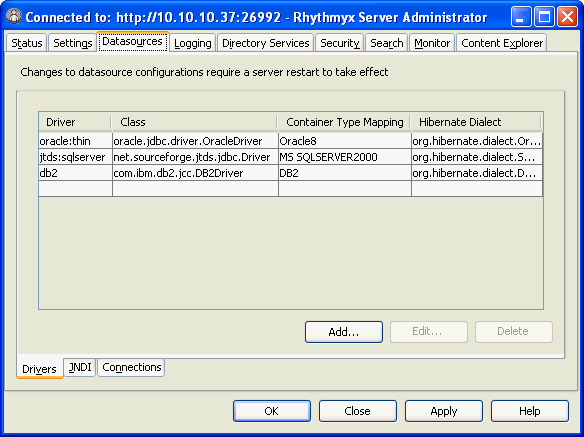 Connected to: http://10.10.10.37:26992 - Rhythmyx Server Administrator
Status Settings Datasources Logging Directory Services Security Search Monitor Content Explorer
Changes to datasource configurations require a server restart to take effect
Driver Class Container Type Mapping Hibernate Dialect
oracle:thin oracle.jdbc.driver.OracleDriver Oracle8 org.hibernate.dialect.Or...
jtds:sqlserver net.sourceforge.jtds.jdbc.Driver MS SQLSERVER2000 org.hibernate.dialect.S...
db2 com.ibm.db2.jcc.DB2Driver DB2 org.hibernate.dialect.D...
Add... Edit... Delete
Drivers JNDI Connections
OK Close Apply Help